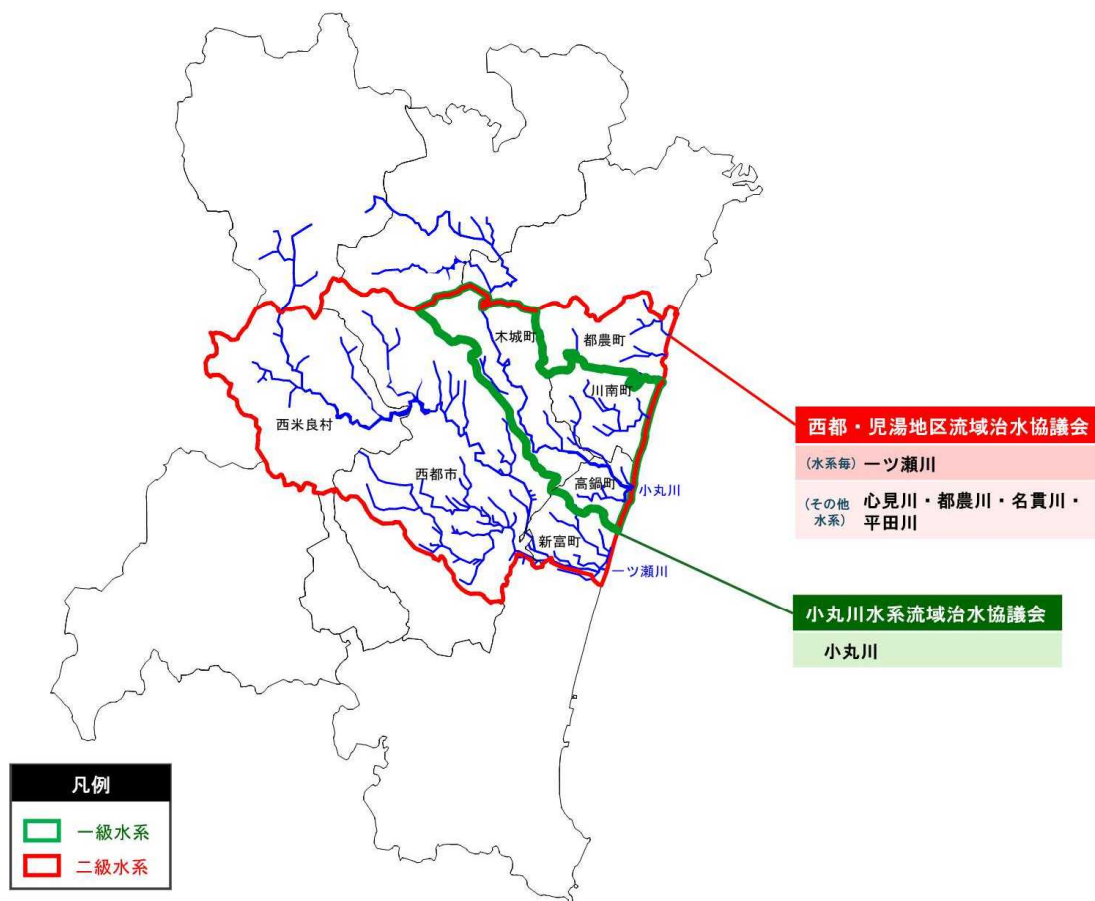 木城町
都農町
川南町
西米良村
西都市
高鍋町
小丸川
新富町
一ツ瀬川
西都・児湯地区流域治水協議会
(水系毎) 一ツ瀬川
(その他
水系)
心見川・都農川・名貫川・
平田川
小丸川水系流域治水協議会
小丸川
凡例
一級水系
二級水系